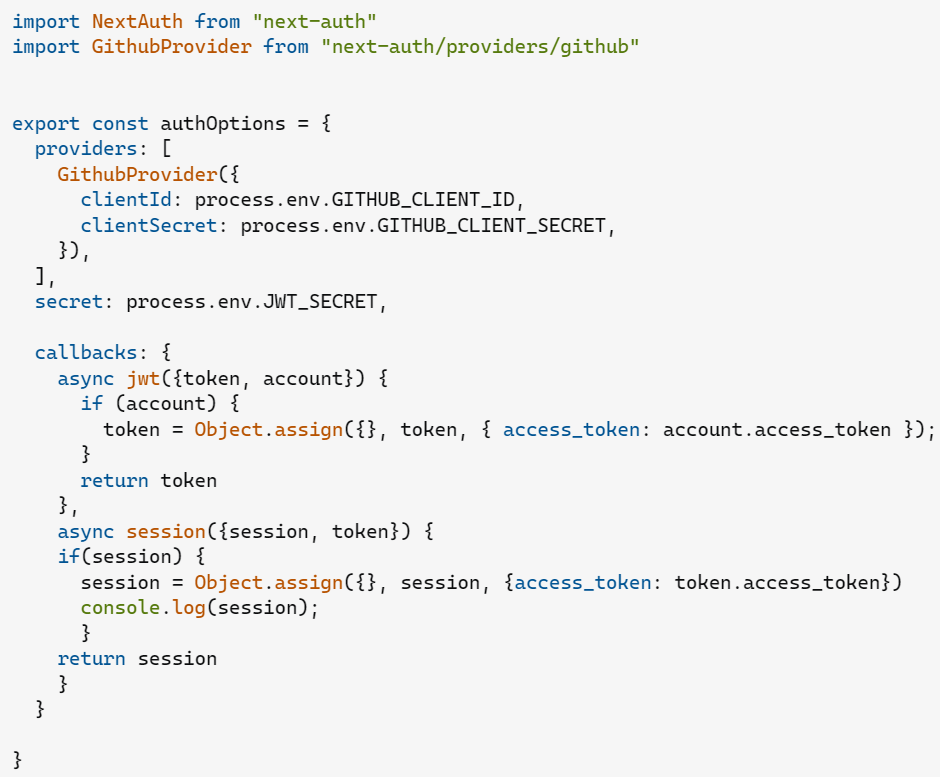 import NextAuth from "next-auth"
import GithubProvider from "next-auth/providers/github"
export const authOptions = {
  providers: [
    GithubProvider({
      clientId: process.env.GITHUB_CLIENT_ID,
      clientSecret: process.env.GITHUB_CLIENT_SECRET,
    }),
  ],
  secret: process.env.JWT_SECRET,
  callbacks: {
    async jwt({token, account}) {
      if (account) {
        token = Object.assign({}, token, { access_token: account.access_token });
      }
      return token
    },
    async session({session, token}) {
    if(session) {
      session = Object.assign({}, session, {access_token: token.access_token})
      console.log(session);
      }
    return session
    }
  }
}